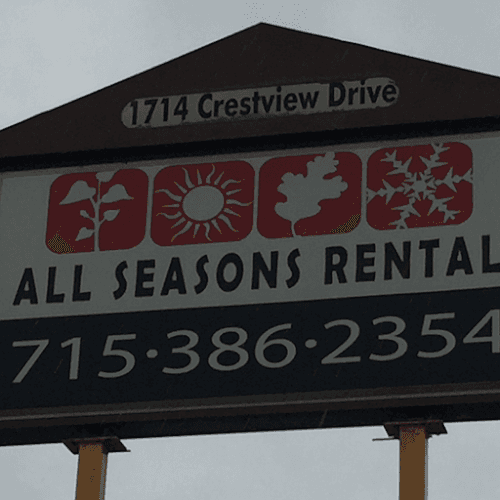 1714 Crestview Drive
ALL SEASONS RENTAL
715·386·2354